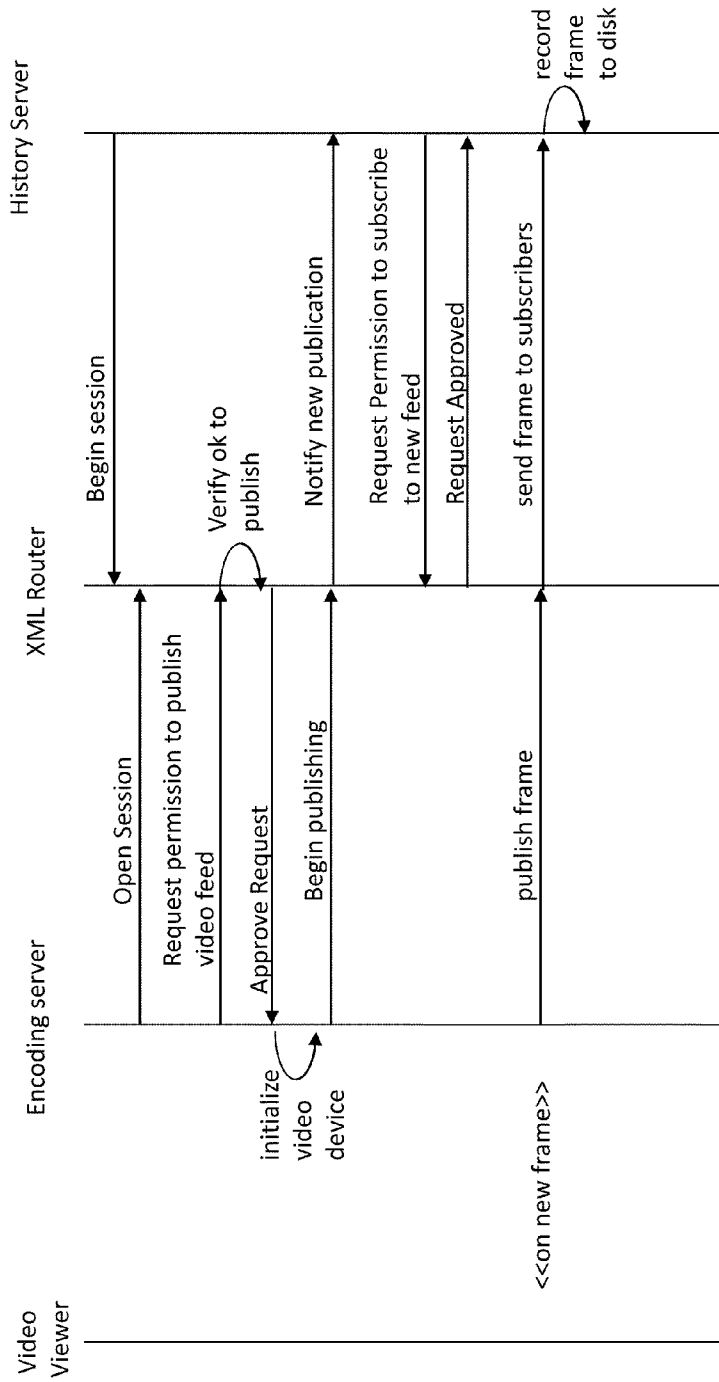 Video
Viewer
Encoding server
XML Router
History Server
Begin session
Open Session
Request permission to publish
video feed
Verify ok to
publish
Approve Request
initialize
video
device
Begin publishing
Notify new publication
Request Permission to subscribe
to new feed
Request Approved
<<on new frame>>
publish frame
send frame to subscribers
record
frame
to disk